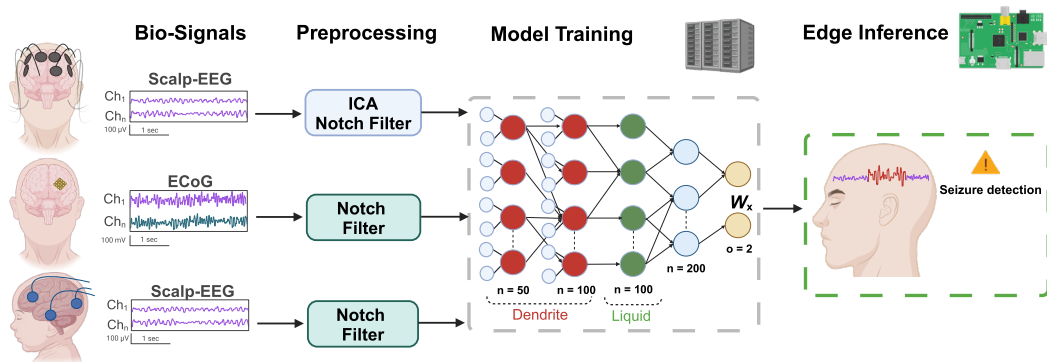 Bio-Signals
Preprocessing
Model Training
Edge Inference
Scalp-EEG
Ch1
Chn
100 µV
1 sec
ICA
Notch Filter
ECoG
Ch1
Chn
100 mV
1 sec
Notch
Filter
Scalp-EEG
Ch1
Chn
100 µV
1 sec
Notch
Filter
n = 50
n = 100
n = 100
n = 200
Wx
o = 2
Dendrite
Liquid
!
Seizure detection